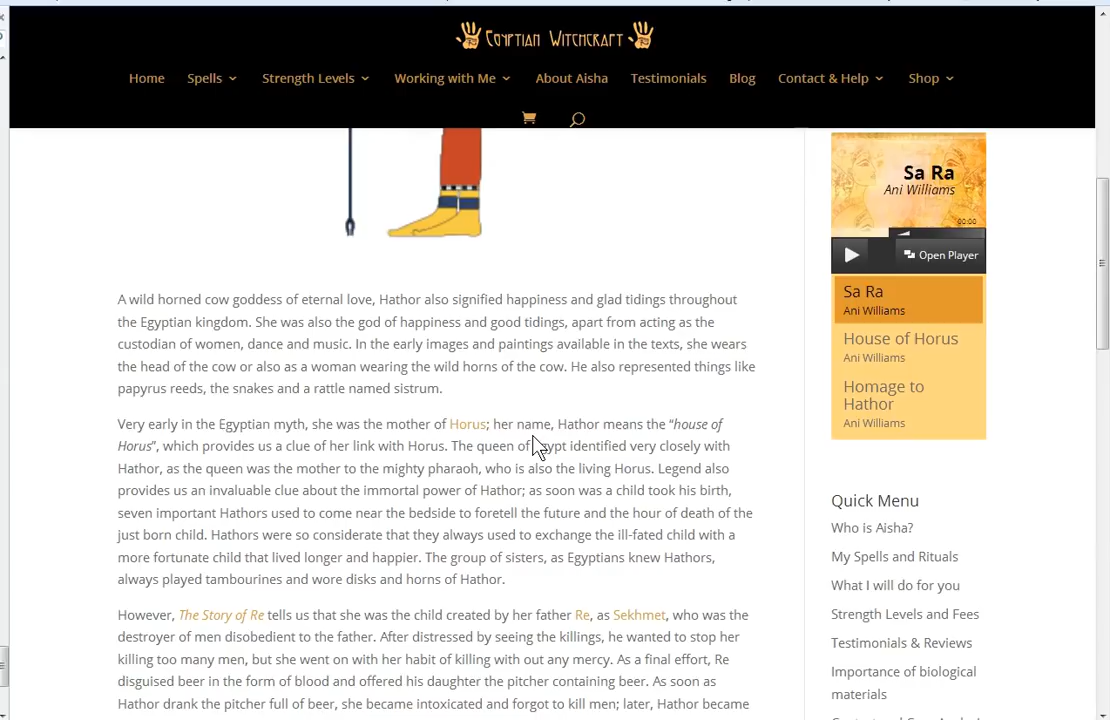 Egyptian Witchcraft
Home Spells Strength Levels Working with Me About Aisha Testimonials Blog Contact & Help Shop
A wild horned cow goddess of eternal love, Hathor also signified happiness and glad tidings throughout
the Egyptian kingdom. She was also the god of happiness and good tidings, apart from acting as the
custodian of women, dance and music. In the early images and paintings available in the texts, she wears
the head of the cow or also as a woman wearing the wild horns of the cow. He also represented things like
papyrus reeds, the snakes and a rattle named sistrum.
Very early in the Egyptian myth, she was the mother of Horus; her name, Hathor means the “house of
Horus”, which provides us a clue of her link with Horus. The queen of Egypt identified very closely with
Hathor, as the queen was the mother to the mighty pharaoh, who is also the living Horus. Legend also
provides us an invaluable clue about the immortal power of Hathor; as soon was a child took his birth,
seven important Hathors used to come near the bedside to foretell the future and the hour of death of the
just born child. Hathors were so considerate that they always used to exchange the ill-fated child with a
more fortunate child that lived longer and happier. The group of sisters, as Egyptians knew Hathors,
always played tambourines and wore disks and horns of Hathor.
However, The Story of Re tells us that she was the child created by her father Re, as Sekhmet, who was the
destroyer of men disobedient to the father. After distressed by seeing the killings, he wanted to stop her
killing too many men, but she went on with her habit of killing with out any mercy. As a final effort, Re
disguised beer in the form of blood and offered his daughter the pitcher containing beer. As soon as
Hathor drank the pitcher full of beer, she became intoxicated and forgot to kill men; later, Hathor became
Sa Ra
Ani Williams
00:00
Open Player
Sa Ra
Ani Williams
House of Horus
Ani Williams
Homage to
Hathor
Ani Williams
Quick Menu
Who is Aisha?
My Spells and Rituals
What I will do for you
Strength Levels and Fees
Testimonials & Reviews
Importance of biological
materials